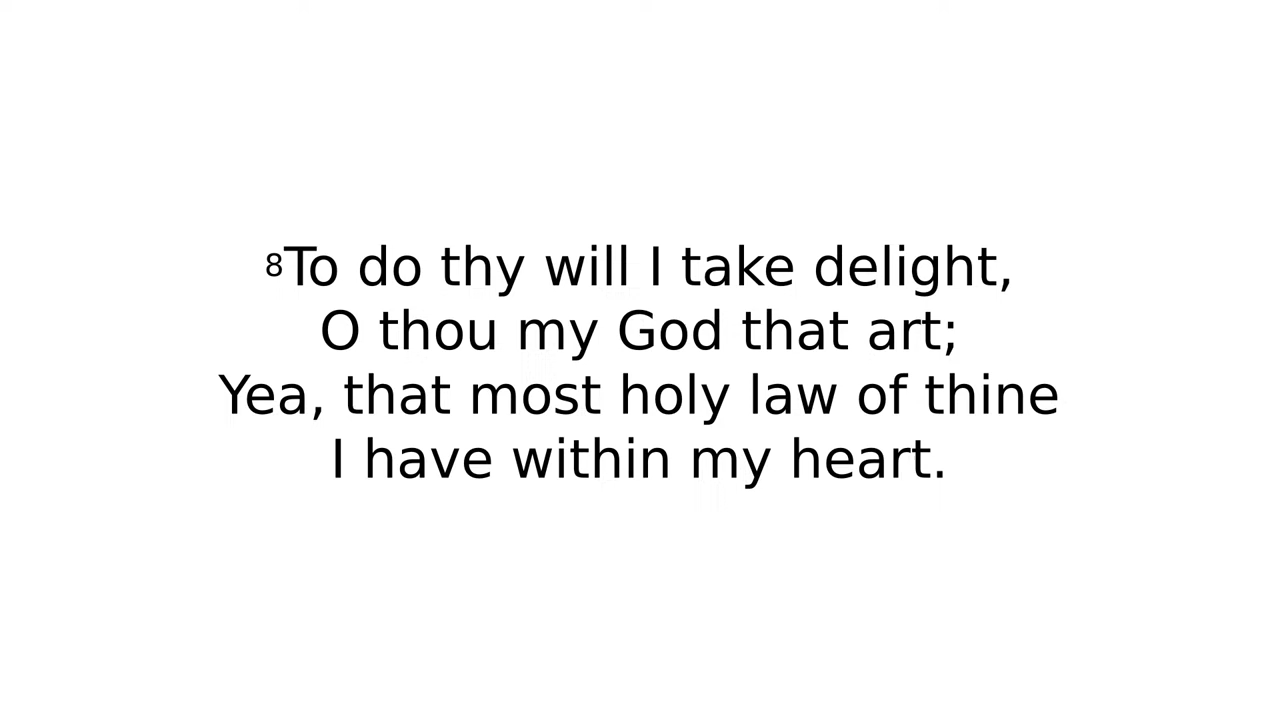 8To do thy will I take delight,
O thou my God that art;
Yea, that most holy law of thine
I have within my heart.